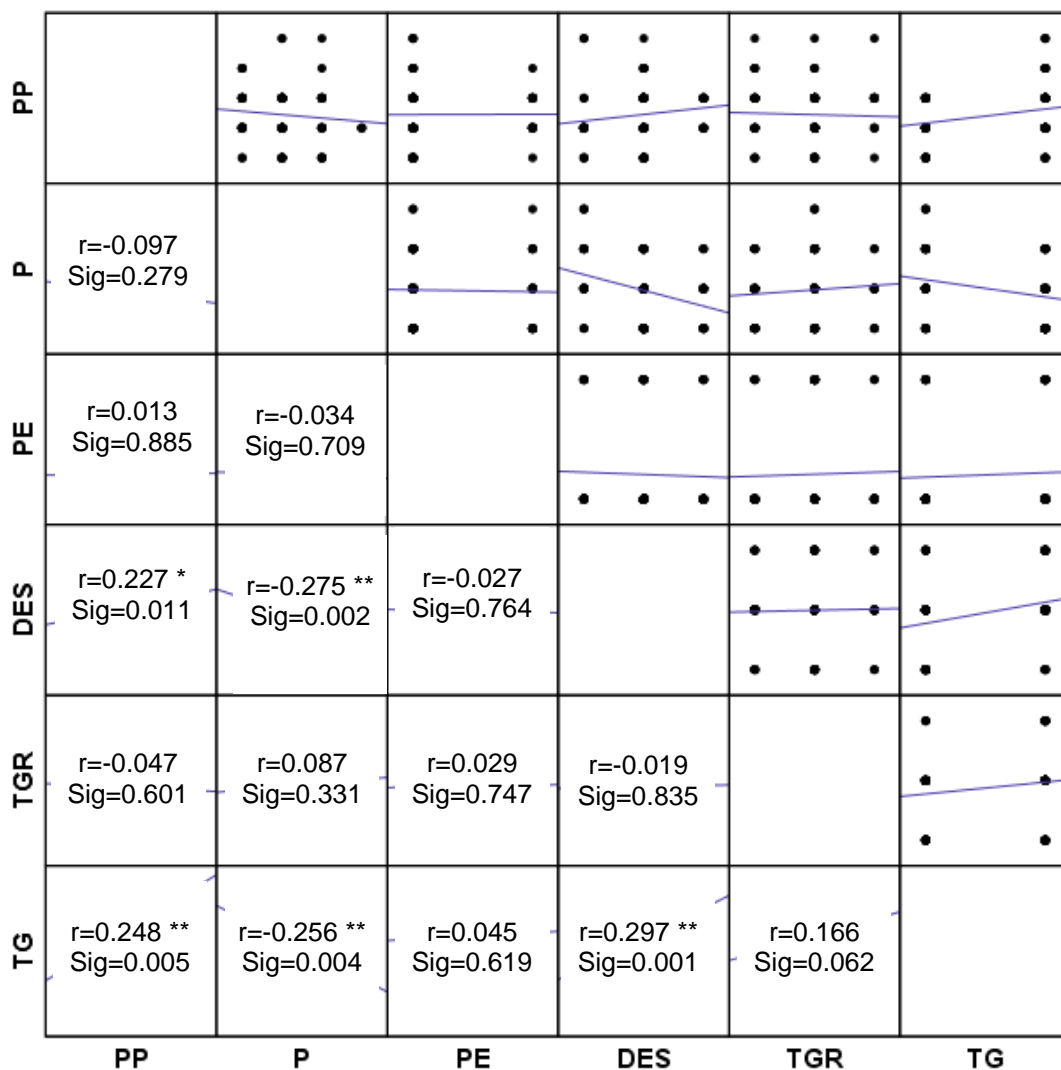 PP
P
r=-0.097
Sig=0.279
PE
r=0.013
Sig=0.885
r=-0.034
Sig=0.709
DES
r=0.227 *
Sig=0.011
r=-0.275 **
Sig=0.002
r=-0.027
Sig=0.764
TGR
r=-0.047
Sig=0.601
r=0.087
Sig=0.331
r=0.029
Sig=0.747
r=-0.019
Sig=0.835
TG
r=0.248 **
Sig=0.005
r=-0.256 **
Sig=0.004
r=0.045
Sig=0.619
r=0.297 **
Sig=0.001
r=0.166
Sig=0.062
PP P PE DES TGR TG